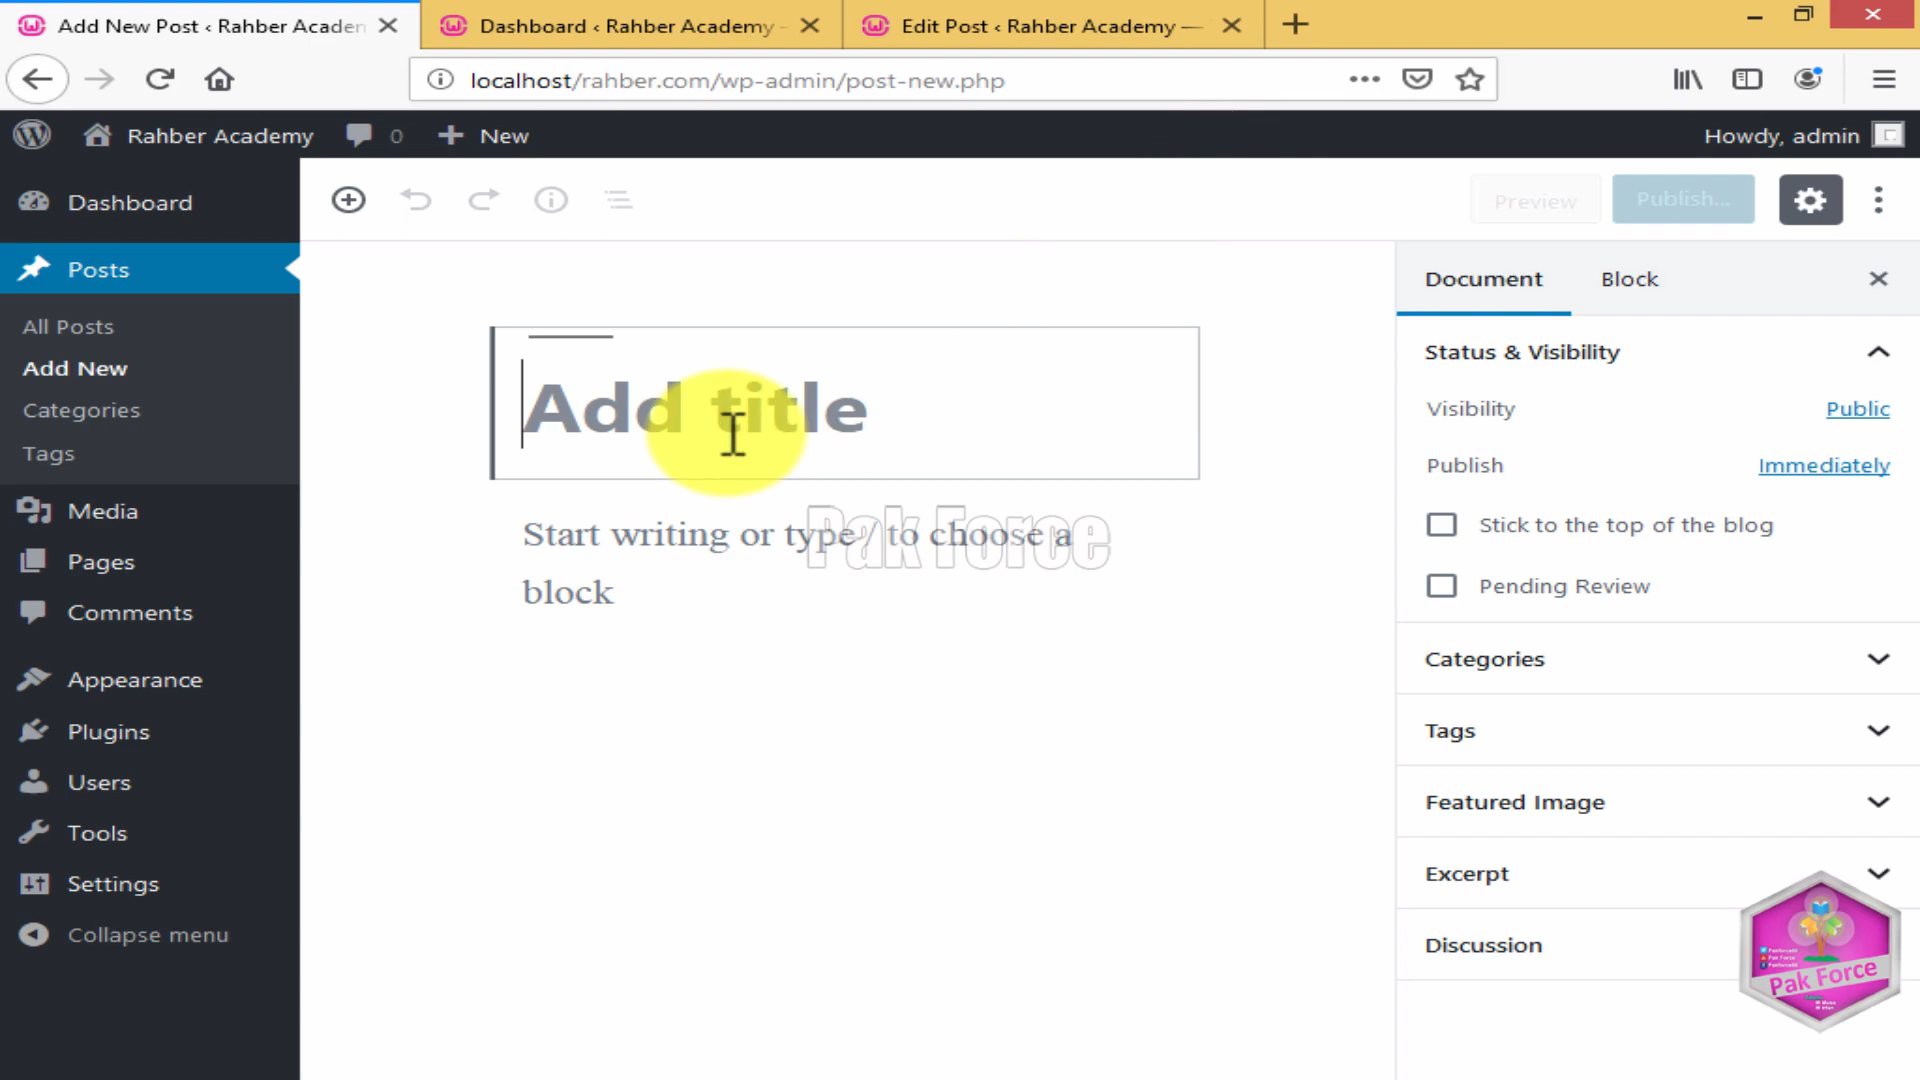 Add New Post ‹ Rahber Academ
Dashboard ‹ Rahber Academy -
Edit Post ‹ Rahber Academy —
localhost/rahber.com/wp-admin/post-new.php
Rahber Academy
0
New
Howdy, admin
Dashboard
Posts
All Posts
Add New
Categories
Tags
Media
Pages
Comments
Appearance
Plugins
Users
Tools
Settings
Collapse menu
Preview
Publish...
Add title
Start writing or type / to choose a
block
Pak Force
Document
Block
Status & Visibility
Visibility
Public
Publish
Immediately
Stick to the top of the blog
Pending Review
Categories
Tags
Featured Image
Excerpt
Discussion
Pak Force